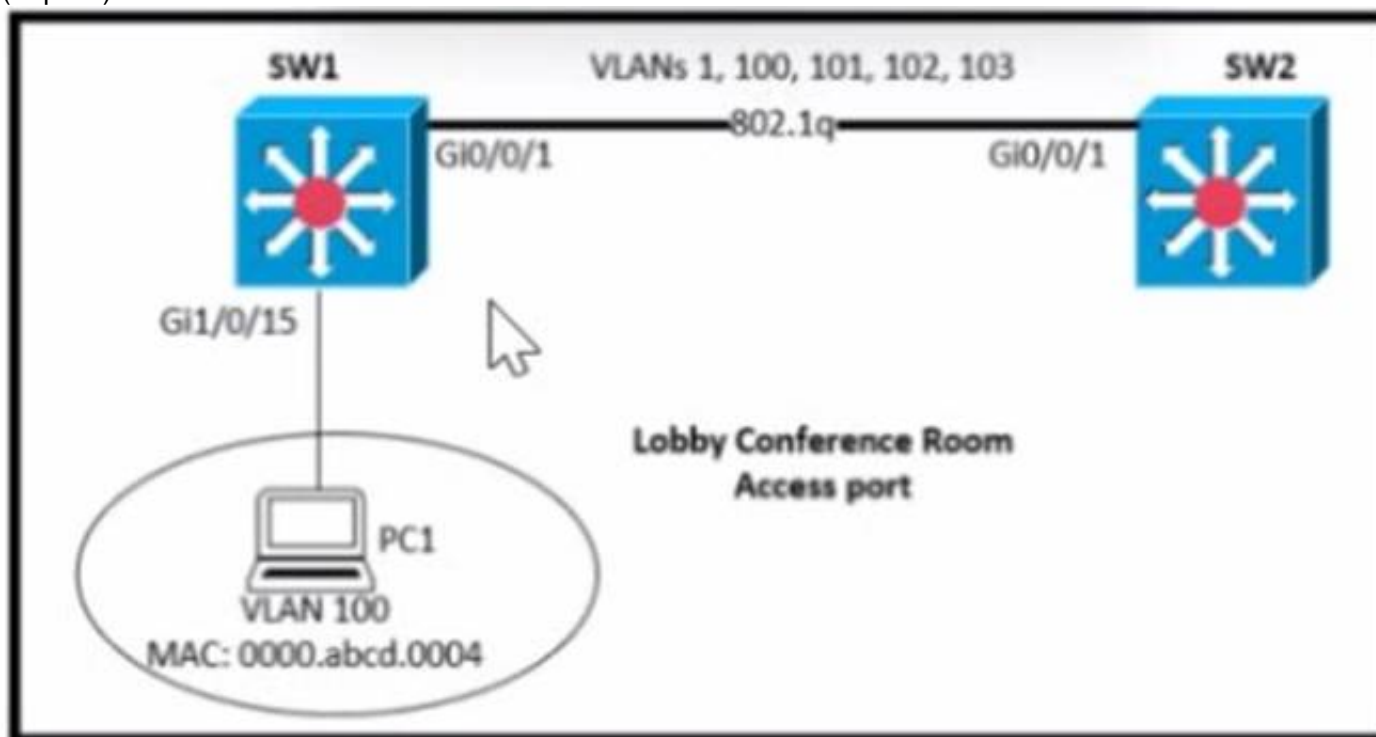 SW1
VLANs 1, 100, 101, 102, 103
SW2
802.1q
Gi0/0/1
Gi0/0/1
Gi1/0/15
Lobby Conference Room
Access port
PC1
VLAN 100
MAC: 0000.abcd.0004